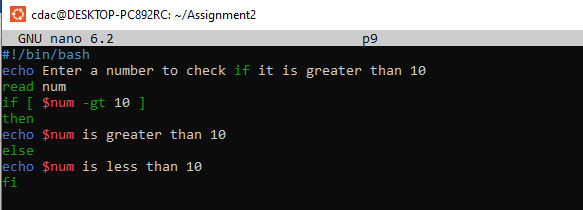 cdac@DESKTOP-PC892RC: ~/Assignment2
GNU nano 6.2 p9
#!/bin/bash
echo Enter a number to check if it is greater than 10
read num
if [ $num -gt 10 ]
then
echo $num is greater than 10
else
echo $num is less than 10
fi